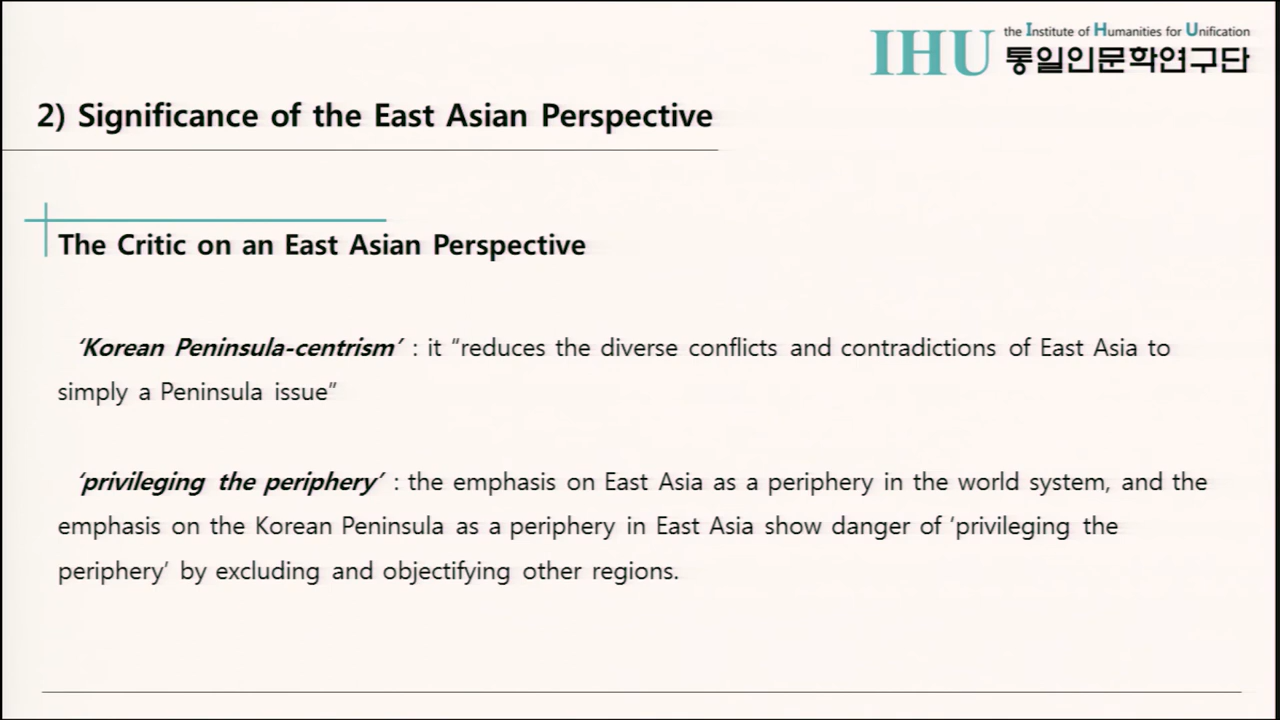 IHU
the Institute of Humanities for Unification
통일인문학연구단
2) Significance of the East Asian Perspective
The Critic on an East Asian Perspective
‘Korean Peninsula-centrism’ : it “reduces the diverse conflicts and contradictions of East Asia to
simply a Peninsula issue”
‘privileging the periphery’ : the emphasis on East Asia as a periphery in the world system, and the
emphasis on the Korean Peninsula as a periphery in East Asia show danger of ‘privileging the
periphery’ by excluding and objectifying other regions.